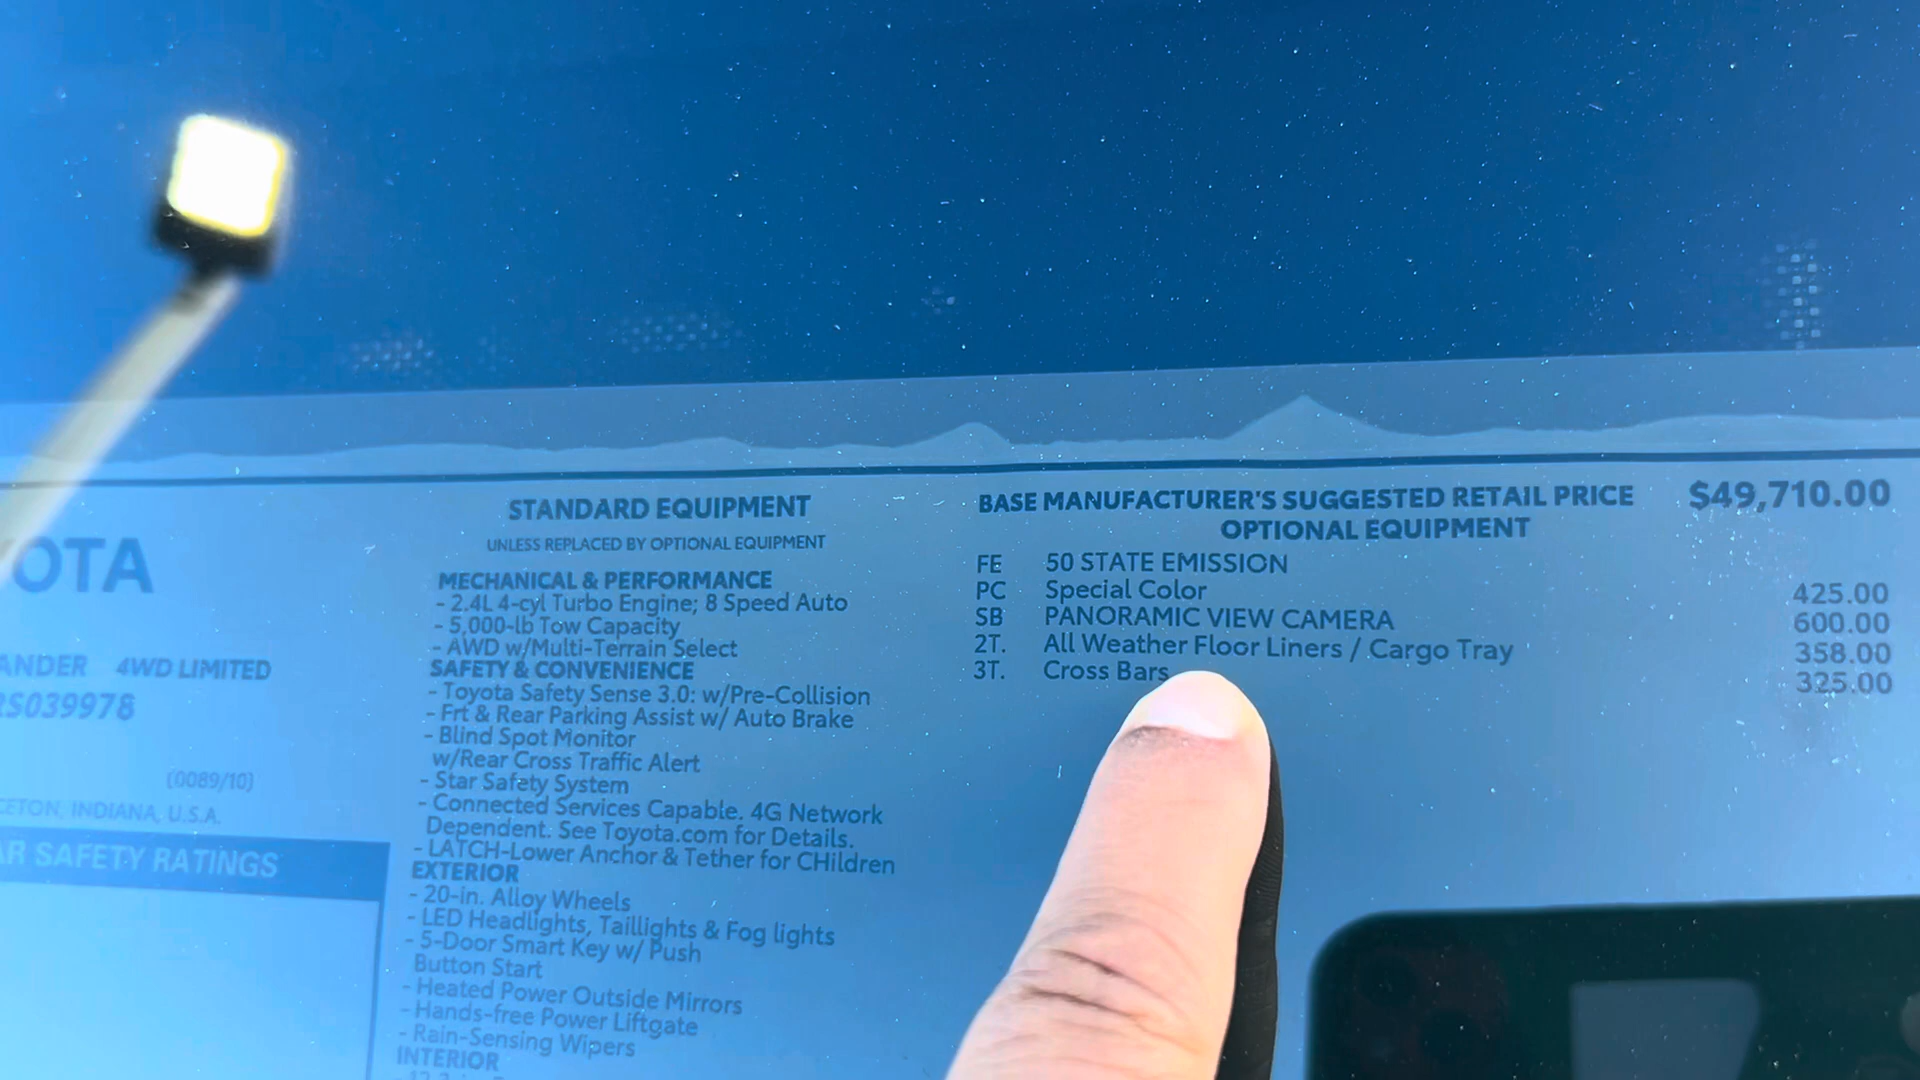 OTA
ANDER 4WD LIMITED
RS039978
(0089/10)
CETON, INDIANA, U.S.A.
AR SAFETY RATINGS
STANDARD EQUIPMENT
UNLESS REPLACED BY OPTIONAL EQUIPMENT
MECHANICAL & PERFORMANCE
- 2.4L 4-cyl Turbo Engine; 8 Speed Auto
- 5,000-lb Tow Capacity
- AWD w/Multi-Terrain Select
SAFETY & CONVENIENCE
- Toyota Safety Sense 3.0: w/Pre-Collision
- Frt & Rear Parking Assist w/ Auto Brake
- Blind Spot Monitor
w/Rear Cross Traffic Alert
- Star Safety System
- Connected Services Capable. 4G Network
Dependent. See Toyota.com for Details.
- LATCH-Lower Anchor & Tether for CHildren
EXTERIOR
- 20-in. Alloy Wheels
- LED Headlights, Taillights & Fog lights
- 5-Door Smart Key w/ Push
Button Start
- Heated Power Outside Mirrors
- Hands-free Power Liftgate
- Rain-Sensing Wipers
INTERIOR
BASE MANUFACTURER'S SUGGESTED RETAIL PRICE $49,710.00
OPTIONAL EQUIPMENT
FE 50 STATE EMISSION
PC Special Color 425.00
SB PANORAMIC VIEW CAMERA 600.00
2T. All Weather Floor Liners / Cargo Tray 358.00
3T. Cross Bars 325.00